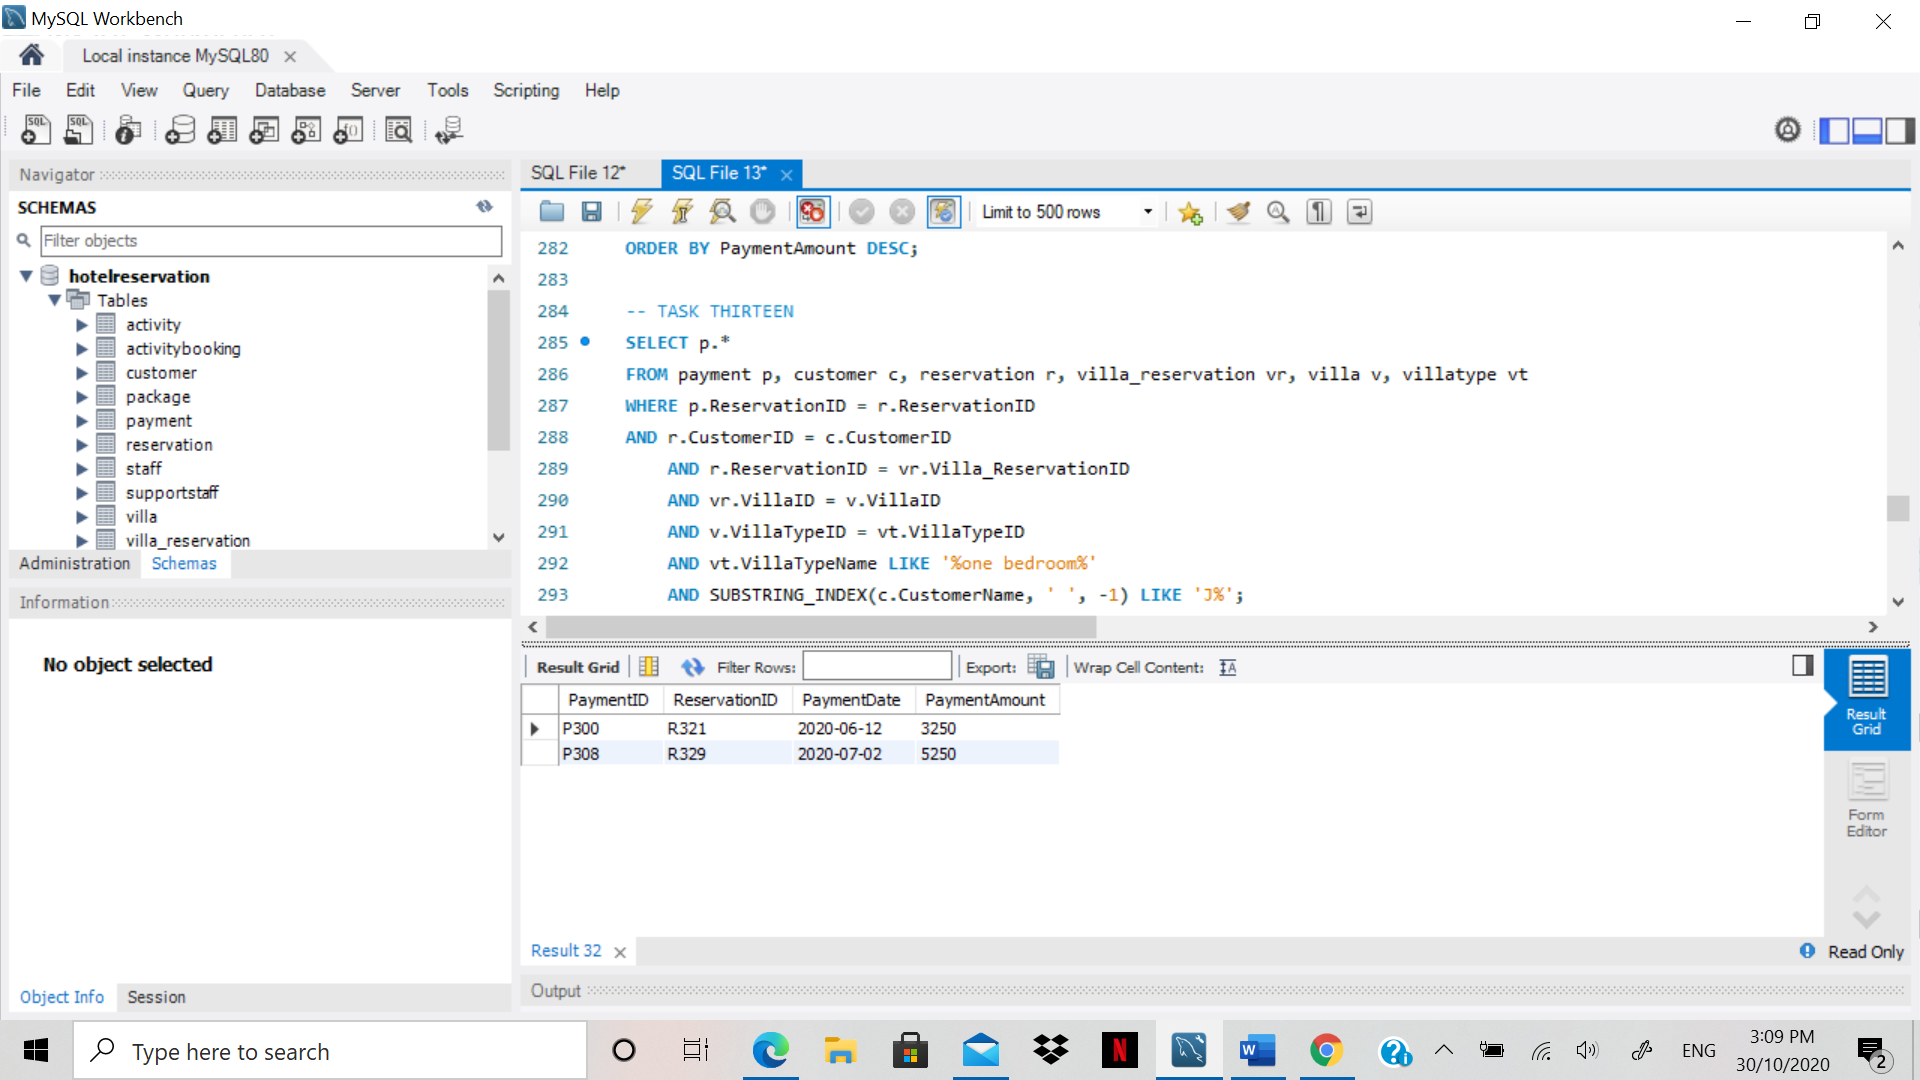 MySQL Workbench
Local instance MySQL80
File Edit View Query Database Server Tools Scripting Help
Navigator
SCHEMAS
Filter objects
hotelreservation
Tables
activity
activitybooking
customer
package
payment
reservation
staff
supportstaff
villa
villa_reservation
Administration Schemas
Information
No object selected
Object Info Session
SQL File 12* SQL File 13*
Limit to 500 rows
282 ORDER BY PaymentAmount DESC;
283
284 -- TASK THIRTEEN
285 SELECT p.*
286 FROM payment p, customer c, reservation r, villa_reservation vr, villa v, villatype vt
287 WHERE p.ReservationID = r.ReservationID
288 AND r.CustomerID = c.CustomerID
289 AND r.ReservationID = vr.Villa_ReservationID
290 AND vr.VillaID = v.VillaID
291 AND v.VillaTypeID = vt.VillaTypeID
292 AND vt.VillaTypeName LIKE '%one bedroom%'
293 AND SUBSTRING_INDEX(c.CustomerName, ' ', -1) LIKE 'J%';
Result Grid Filter Rows: Export: Wrap Cell Content:
PaymentID ReservationID PaymentDate PaymentAmount
P300 R321 2020-06-12 3250
P308 R329 2020-07-02 5250
Result Grid
Form Editor
Result 32
Read Only
Output
Type here to search
ENG
3:09 PM
30/10/2020
2